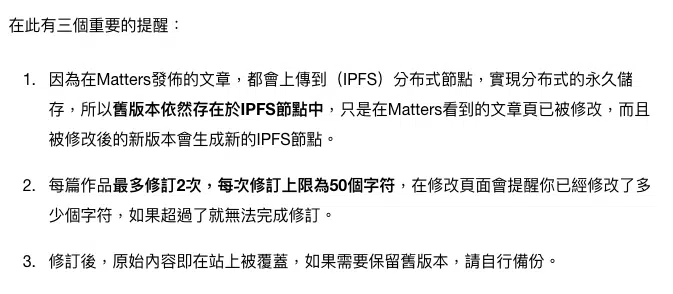 在此有三個重要的提醒：
1. 因為在Matters發佈的文章，都會上傳到（IPFS）分布式節點，實現分布式的永久儲
存，所以舊版本依然存在於IPFS節點中，只是在Matters看到的文章頁已被修改，而且
被修改後的新版本會生成新的IPFS節點。
2. 每篇作品最多修訂2次，每次修訂上限為50個字符，在修改頁面會提醒你已經修改了多
少個字符，如果超過了就無法完成修訂。
3. 修訂後，原始內容即在站上被覆蓋，如果需要保留舊版本，請自行備份。